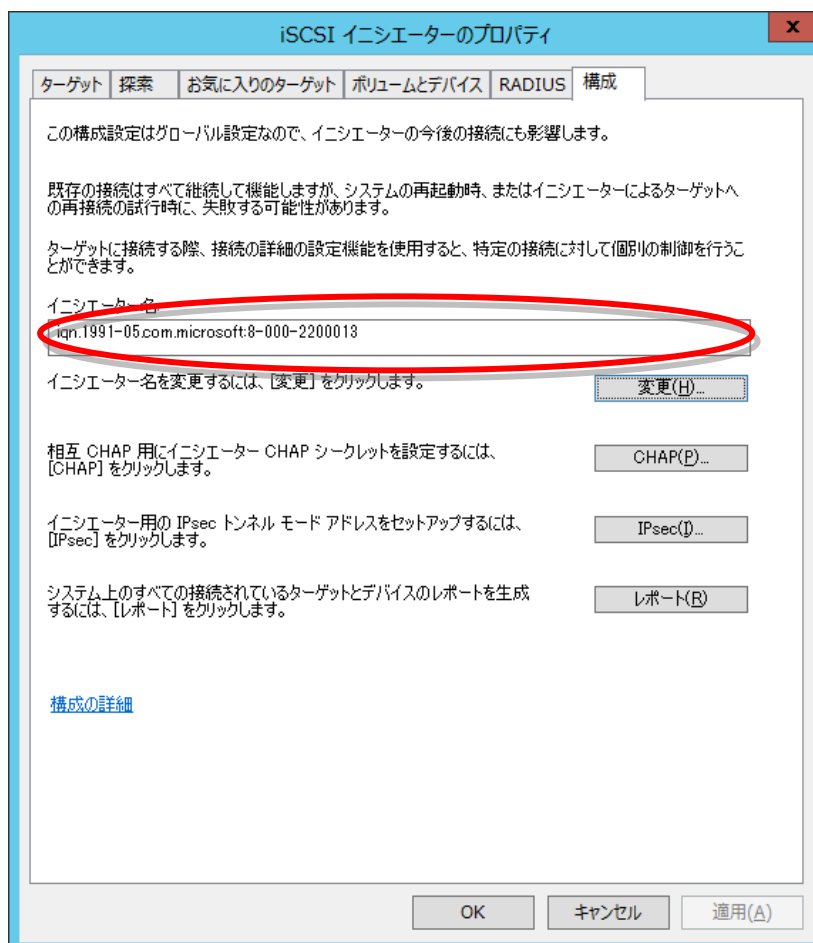 iSCSI イニシエーターのプロパティ
x
ターゲット 探索 お気に入りのターゲット ボリュームとデバイス RADIUS 構成
この構成設定はグローバル設定なので、イニシエーターの今後の接続にも影響します。
既存の接続はすべて継続して機能しますが、システムの再起動時、またはイニシエーターによるターゲットへ
の再接続の試行時に、失敗する可能性があります。
ターゲットに接続する際、接続の詳細の設定機能を使用すると、特定の接続に対して個別の制御を行うこ
とができます。
イニシエーター名:
iqn.1991-05.com.microsoft:8-000-2200013
イニシエーター名を変更するには、[変更] をクリックします。 変更(H)...
相互 CHAP 用にイニシエーター CHAP シークレットを設定するには、
[CHAP] をクリックします。
CHAP(P)...
イニシエーター用の IPsec トンネル モード アドレスをセットアップするには、
[IPsec] をクリックします。
IPsec(I)...
システム上のすべての接続されているターゲットとデバイスのレポートを生成
するには、[レポート] をクリックします。
レポート(R)
構成の詳細
OK キャンセル 適用(A)